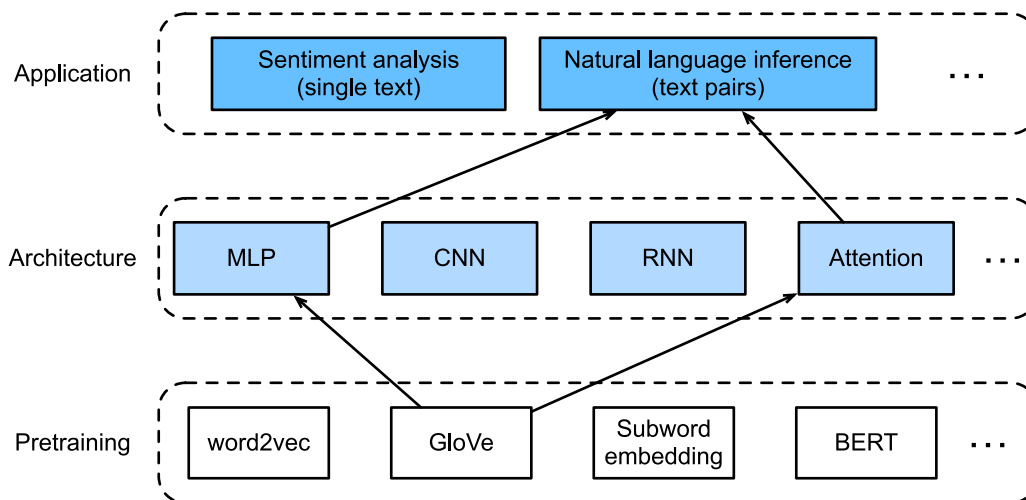 Application
Sentiment analysis
(single text)
Natural language inference
(text pairs)
...
Architecture
MLP
CNN
RNN
Attention
...
Pretraining
word2vec
GloVe
Subword
embedding
BERT
...